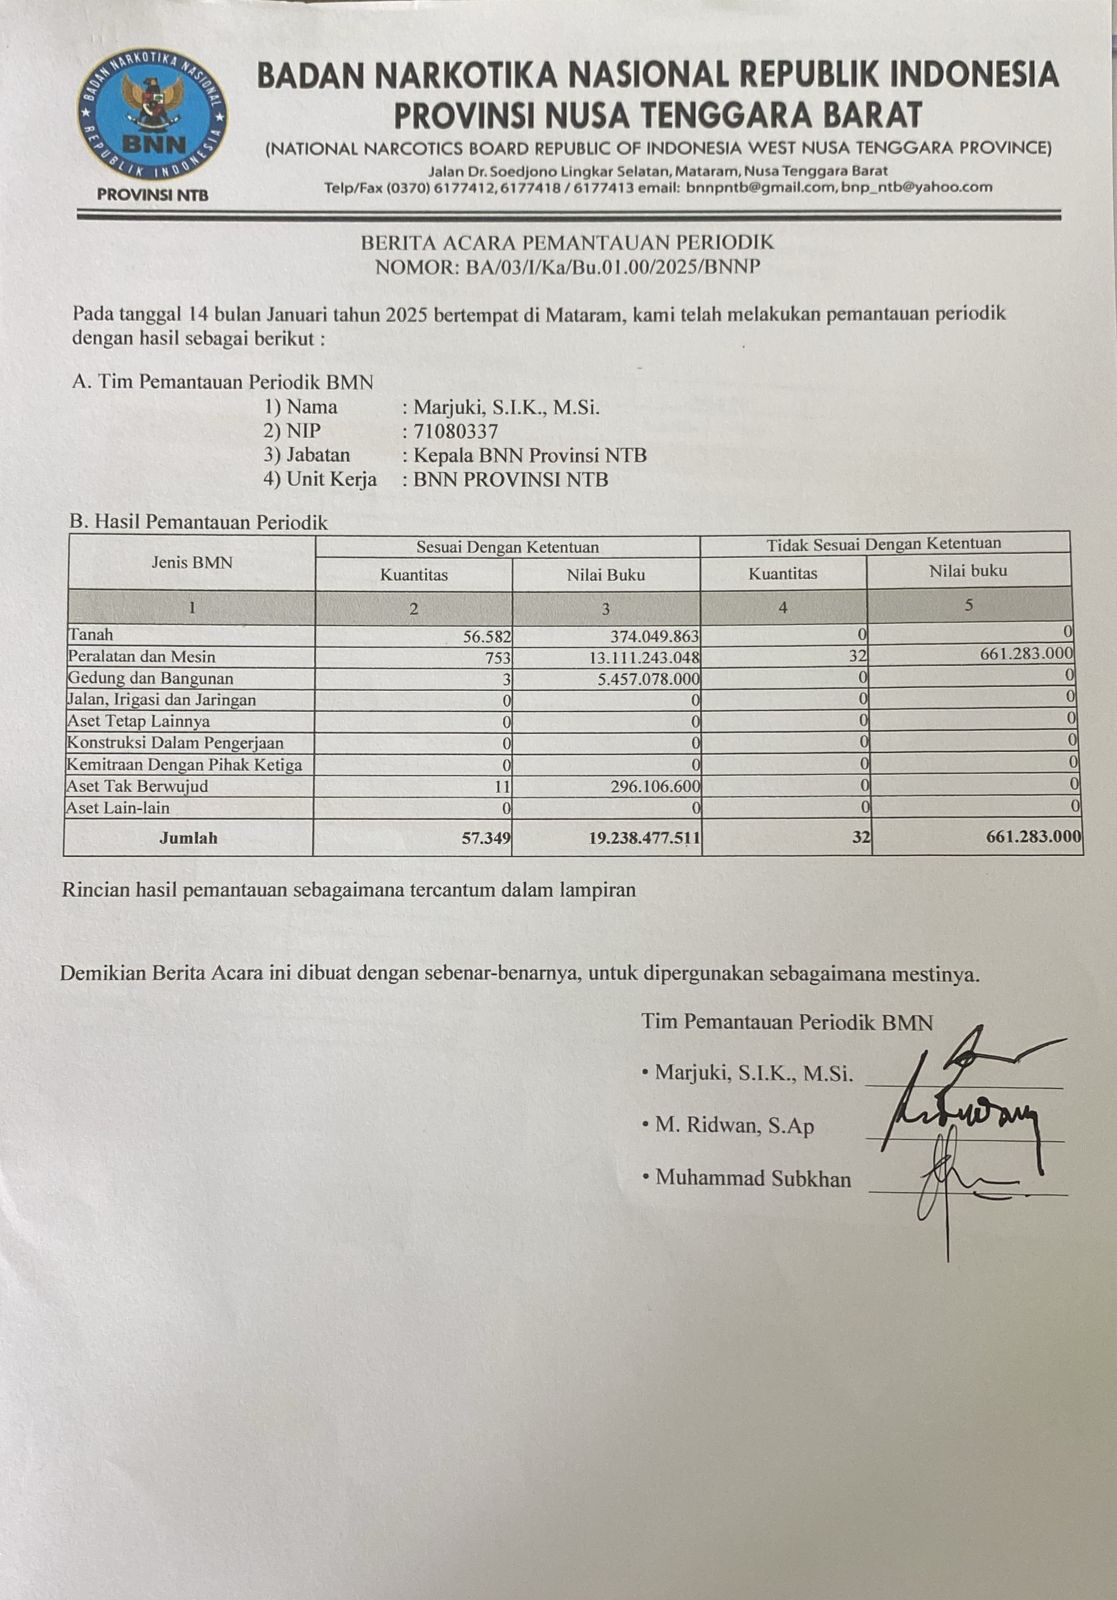 BADAN NARKOTIKA NASIONAL
REPUBLIK INDONESIA
BNN
PROVINSI NTB
BADAN NARKOTIKA NASIONAL REPUBLIK INDONESIA
PROVINSI NUSA TENGGARA BARAT
(NATIONAL NARCOTICS BOARD REPUBLIC OF INDONESIA WEST NUSA TENGGARA PROVINCE)
Jalan Dr. Soedjono Lingkar Selatan, Mataram, Nusa Tenggara Barat
Telp/Fax (0370) 6177412, 6177418 / 6177413 email: bnnpntb@gmail.com, bnp_ntb@yahoo.com
BERITA ACARA PEMANTAUAN PERIODIK
NOMOR: BA/03/I/Ka/Bu.01.00/2025/BNNP
Pada tanggal 14 bulan Januari tahun 2025 bertempat di Mataram, kami telah melakukan pemantauan periodik
dengan hasil sebagai berikut :
A. Tim Pemantauan Periodik BMN
1) Nama : Marjuki, S.I.K., M.Si.
2) NIP : 71080337
3) Jabatan : Kepala BNN Provinsi NTB
4) Unit Kerja : BNN PROVINSI NTB
B. Hasil Pemantauan Periodik
Jenis BMN Sesuai Dengan Ketentuan Tidak Sesuai Dengan Ketentuan
Kuantitas Nilai Buku Kuantitas Nilai buku
1 2 3 4 5
Tanah 56.582 374.049.863 0 0
Peralatan dan Mesin 753 13.111.243.048 32 661.283.000
Gedung dan Bangunan 3 5.457.078.000 0 0
Jalan, Irigasi dan Jaringan 0 0 0 0
Aset Tetap Lainnya 0 0 0 0
Konstruksi Dalam Pengerjaan 0 0 0 0
Kemitraan Dengan Pihak Ketiga 0 0 0 0
Aset Tak Berwujud 11 296.106.600 0 0
Aset Lain-lain 0 0 0 0
Jumlah 57.349 19.238.477.511 32 661.283.000
Rincian hasil pemantauan sebagaimana tercantum dalam lampiran
Demikian Berita Acara ini dibuat dengan sebenar-benarnya, untuk dipergunakan sebagaimana mestinya.
Tim Pemantauan Periodik BMN
• Marjuki, S.I.K., M.Si.
• M. Ridwan, S.Ap
• Muhammad Subkhan